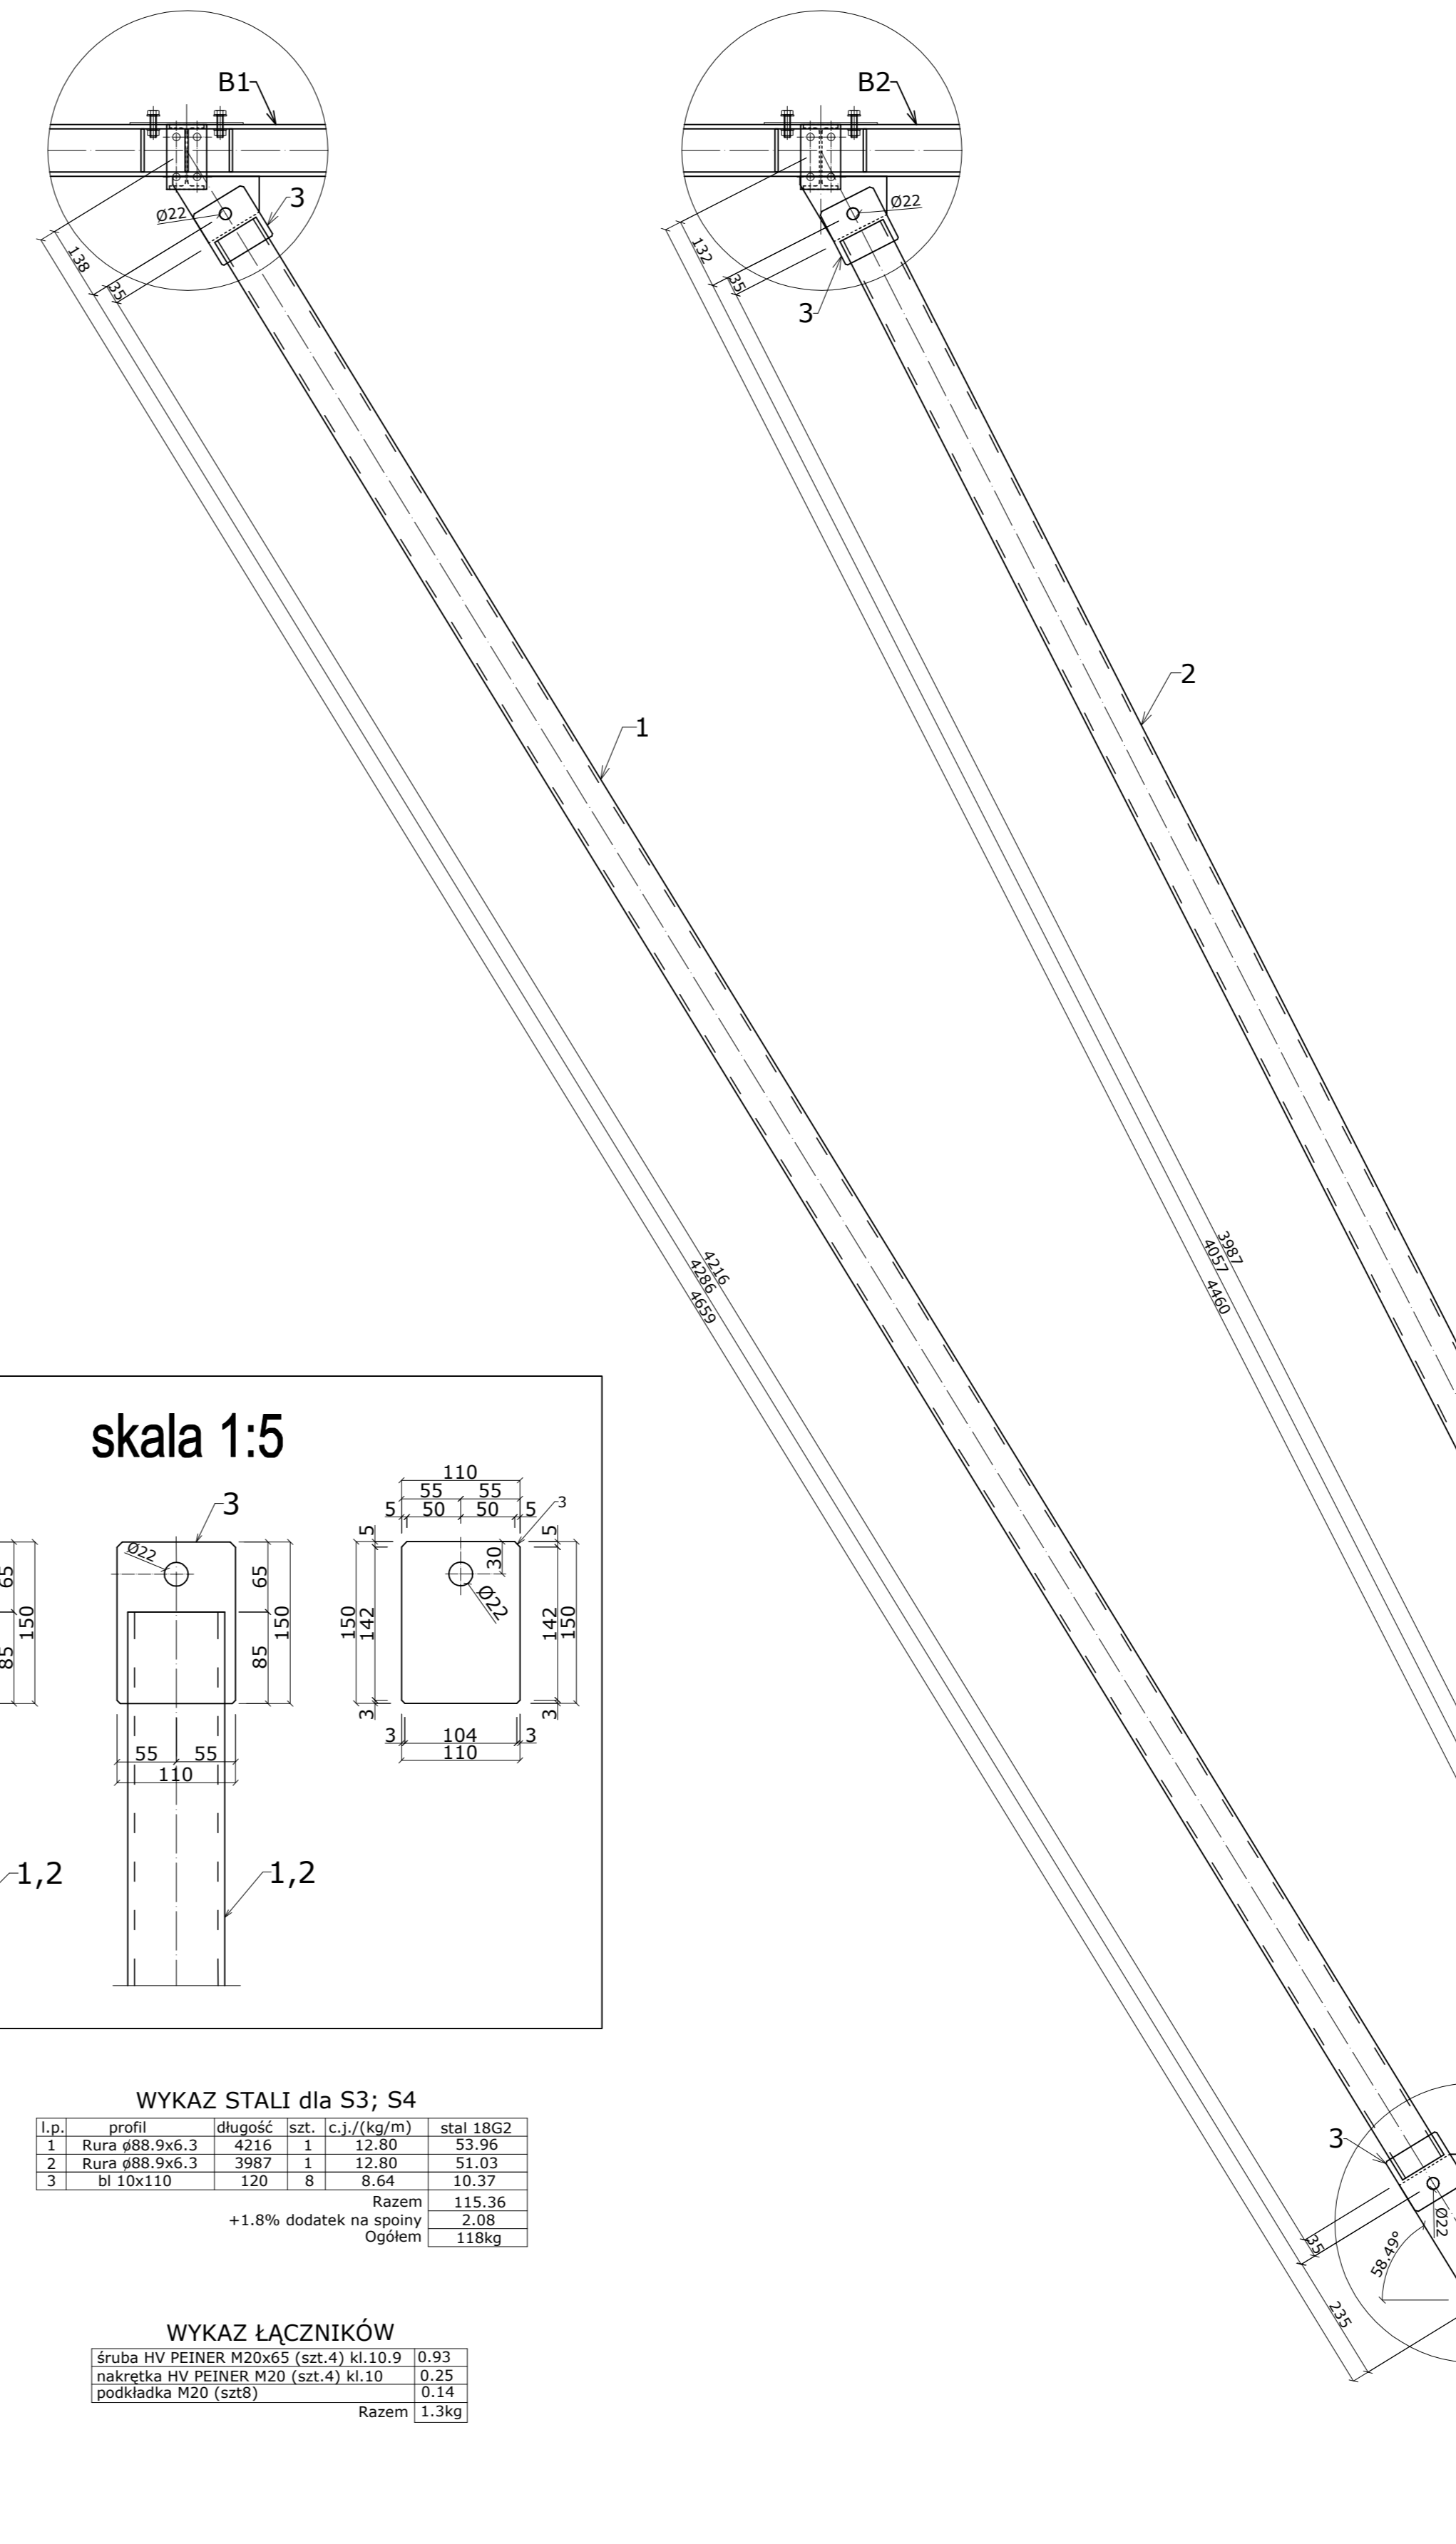 B1
B2
3
Ø22
Ø22
138
35
132
35
3
1
2
4216
4286
4659
3987
4057
4460
skala 1:5
3
Ø22
65
150
85
65
150
85
55 55
110
1,2
1,2
110
55 55
5 50 50 5
3
5
5
30
Ø22
150
142
142
150
3
3
3 104 3
110
WYKAZ STALI dla S3; S4
l.p. profil długość szt. c.j./(kg/m) stal 18G2
1 Rura ø88.9x6.3 4216 1 12.80 53.96
2 Rura ø88.9x6.3 3987 1 12.80 51.03
3 bl 10x110 120 8 8.64 10.37
Razem 115.36
+1.8% dodatek na spoiny 2.08
Ogółem 118kg
3
Ø22
35
58.49°
235
WYKAZ ŁĄCZNIKÓW
śruba HV PEINER M20x65 (szt.4) kl.10.9 0.93
nakrętka HV PEINER M20 (szt.4) kl.10 0.25
podkładka M20 (szt8) 0.14
Razem 1.3kg